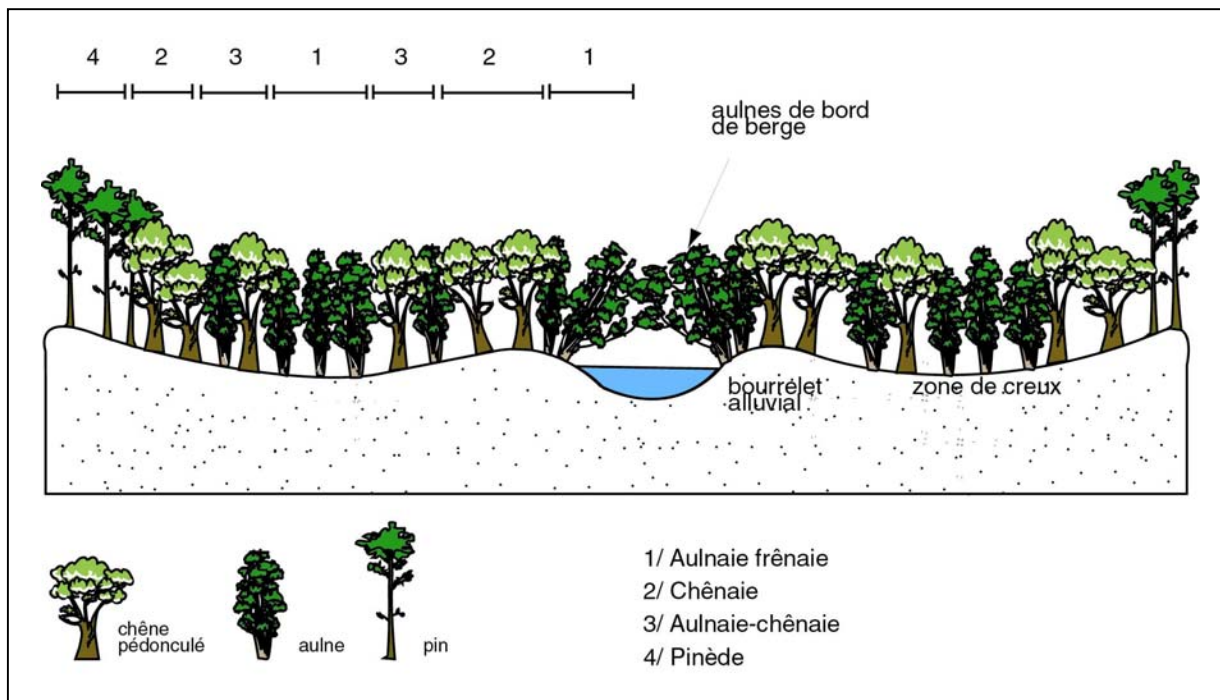 4 2 3 1 3 2 1
aulnes de bord
de berge
bourrelet
alluvial
zone de creux
chêne
pédonculé
aulne
pin
1/ Aulnaie frênaie
2/ Chênaie
3/ Aulnaie-chênaie
4/ Pinède